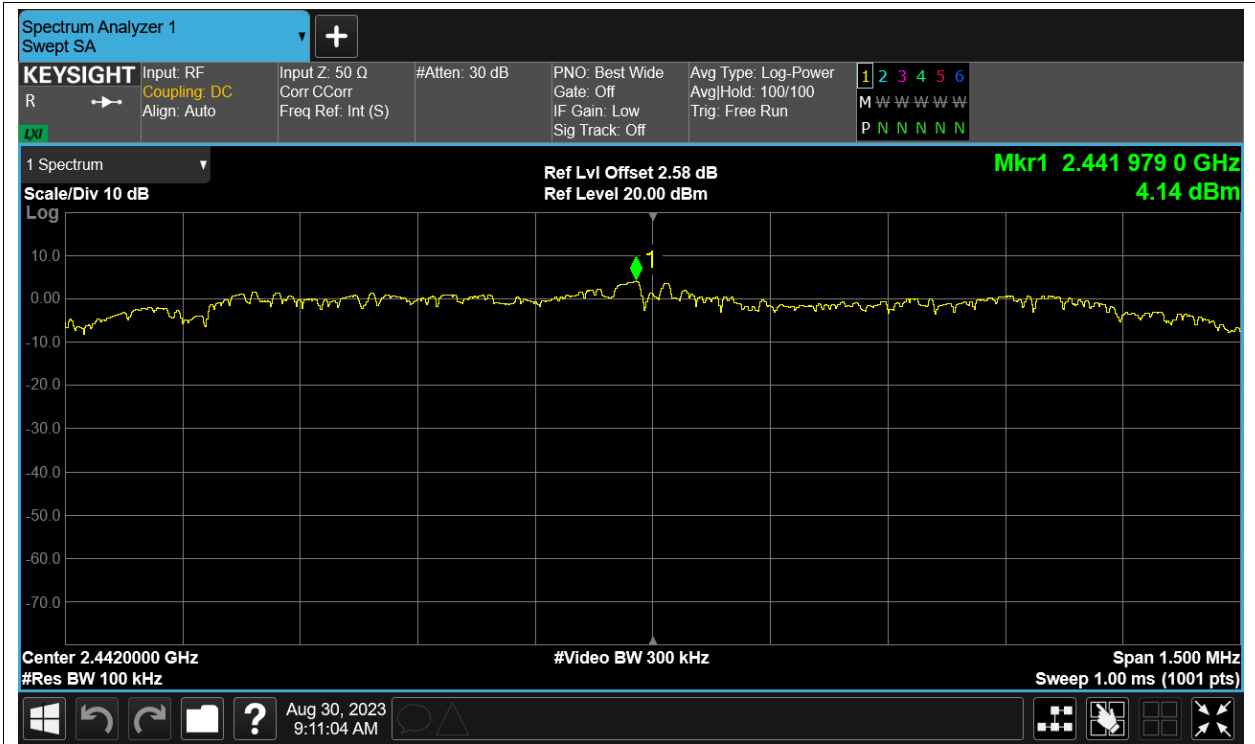 Spectrum Analyzer 1
Swept SA
+
KEYSIGHT
R
LXI
Input: RF
Coupling: DC
Align: Auto
Input Z: 50 Ω
Corr CCorr
Freq Ref: Int (S)
#Atten: 30 dB
PNO: Best Wide
Gate: Off
IF Gain: Low
Sig Track: Off
Avg Type: Log-Power
Avg|Hold: 100/100
Trig: Free Run
1 2 3 4 5 6
M W W W W W
P N N N N N
1 Spectrum
Scale/Div 10 dB
Log
Ref Lvl Offset 2.58 dB
Ref Level 20.00 dBm
Mkr1 2.441 979 0 GHz
4.14 dBm
1
10.0
0.00
-10.0
-20.0
-30.0
-40.0
-50.0
-60.0
-70.0
Center 2.4420000 GHz
#Res BW 100 kHz
#Video BW 300 kHz
Span 1.500 MHz
Sweep 1.00 ms (1001 pts)
?
Aug 30, 2023
9:11:04 AM